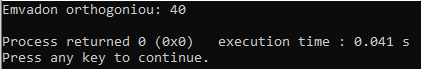 Emvadon orthogoniou: 40
Process returned 0 (0x0)   execution time : 0.041 s
Press any key to continue.